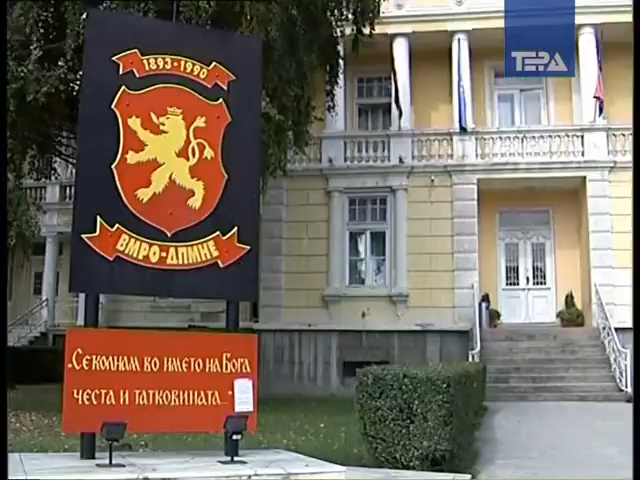 ТЕРА
1893-1990
ВМРО-ДПМНЕ
„Се колнам во името на Бога
честа и татковината..."